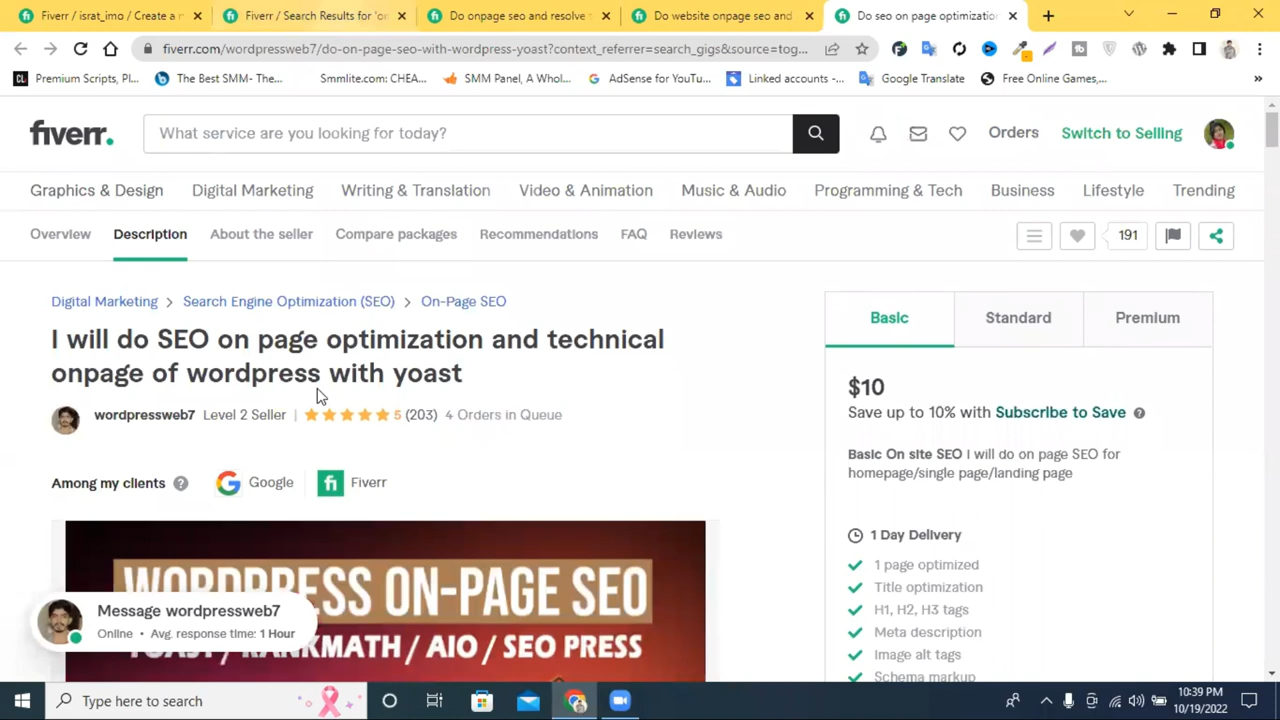 Fiverr / israt_imo / Create a n
Fiverr / Search Results for 'on
Do onpage seo and resolve s
Do website onpage seo and
Do seo on page optimization
fiverr.com/wordpressweb7/do-on-page-seo-with-wordpress-yoast?context_referrer=search_gigs&source=tog...
Premium Scripts, Pl...
The Best SMM- The...
Smmlite.com: CHEA...
SMM Panel, A Whol...
AdSense for YouTu...
Linked accounts -...
Google Translate
Free Online Games,...
»
fiverr.
What service are you looking for today?
Orders
Switch to Selling
Graphics & Design
Digital Marketing
Writing & Translation
Video & Animation
Music & Audio
Programming & Tech
Business
Lifestyle
Trending
Overview
Description
About the seller
Compare packages
Recommendations
FAQ
Reviews
191
Digital Marketing > Search Engine Optimization (SEO) > On-Page SEO
I will do SEO on page optimization and technical
onpage of wordpress with yoast
wordpressweb7 Level 2 Seller | 5 (203) 4 Orders in Queue
Among my clients
Google
Fiverr
WORDPRESS ON-PAGE SEO
YOAST / RANKMATH / AIO / SEO PRESS
Message wordpressweb7
Online • Avg. response time: 1 Hour
Basic
Standard
Premium
$10
Save up to 10% with Subscribe to Save
Basic On site SEO I will do on page SEO for
homepage/single page/landing page
1 Day Delivery
1 page optimized
Title optimization
H1, H2, H3 tags
Meta description
Image alt tags
Schema markup
Type here to search
10:39 PM
10/19/2022